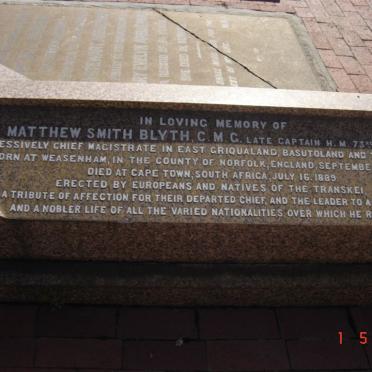 IN LOVING MEMORY OF
MATTHEW SMITH BLYTH, C.M.G. LATE CAPTAIN H.M. 73RD
ESSIVELY CHIEF MAGISTRATE IN EAST GRIQUALAND BASUTOLAND AND
ORN AT WEASENHAM, IN THE COUNTY OF NORFOLK, ENGLAND, SEPTEMBE
DIED AT CAPE TOWN, SOUTH AFRICA, JULY 16. 1889
ERECTED BY EUROPEANS AND NATIVES OF THE TRANSKEI
A TRIBUTE OF AFFECTION FOR THEIR DEPARTED CHIEF, AND THE LEADER TO A
AND A NOBLER LIFE OF ALL THE VARIED NATIONALITIES OVER WHICH HE R
1 5